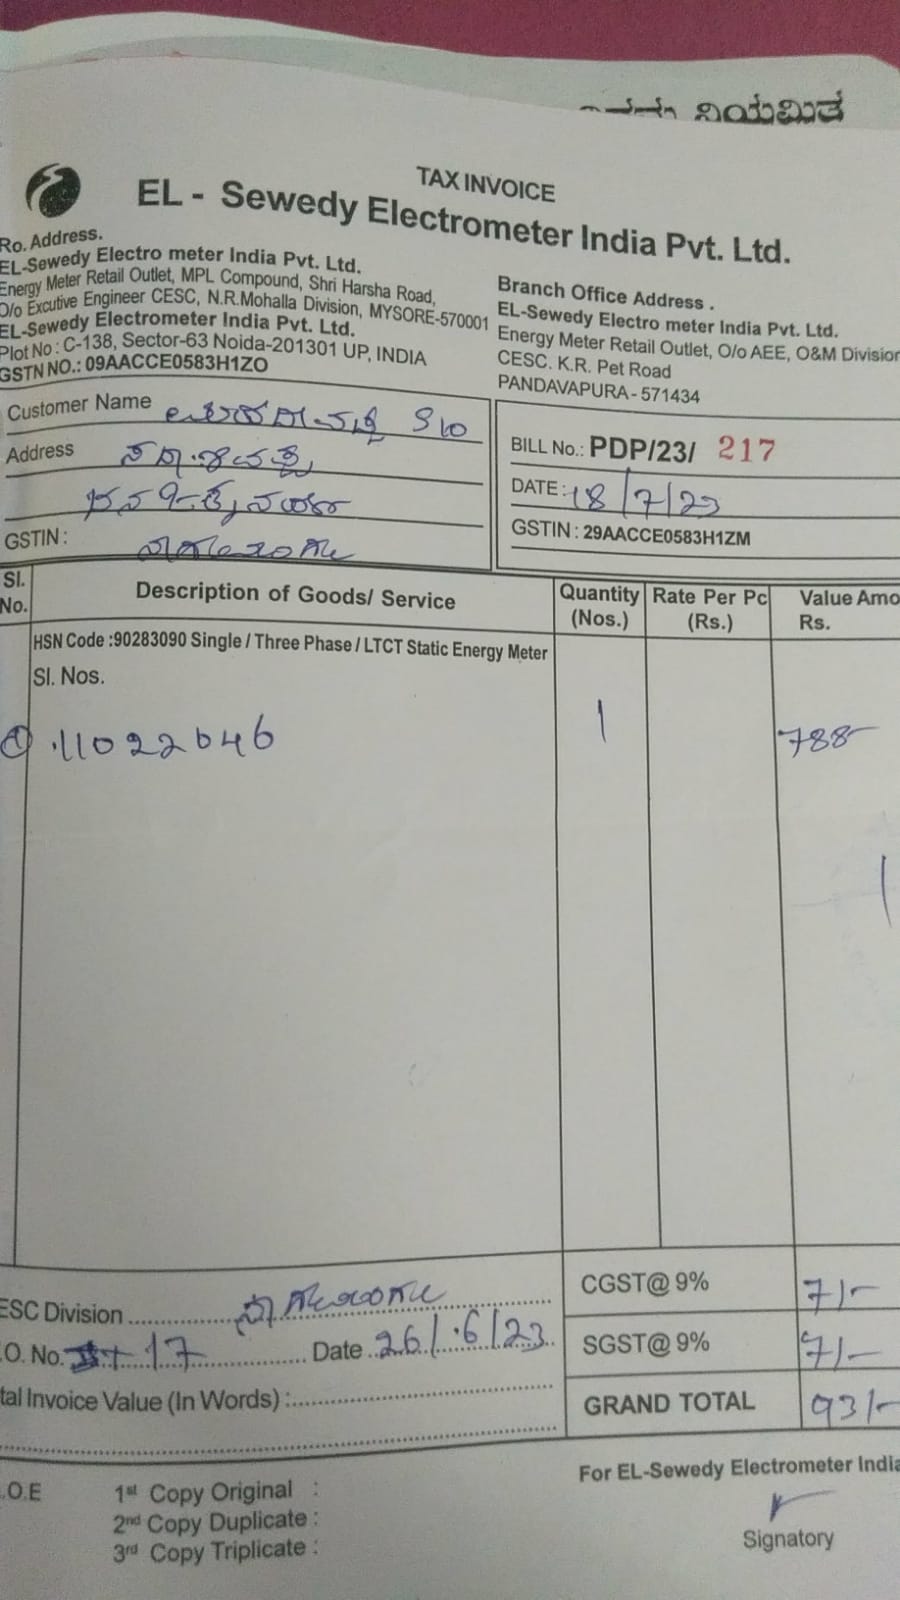 ನಿಯಮಿತ
TAX INVOICE
EL - Sewedy Electrometer India Pvt. Ltd.
Ro. Address.
EL-Sewedy Electro meter India Pvt. Ltd.
Energy Meter Retail Outlet, MPL Compound, Shri Harsha Road,
O/o Excutive Engineer CESC, N.R.Mohalla Division, MYSORE-570001
EL-Sewedy Electrometer India Pvt. Ltd.
Plot No : C-138, Sector-63 Noida-201301 UP, INDIA
GSTN NO.: 09AACCE0583H1ZO
Branch Office Address .
EL-Sewedy Electro meter India Pvt. Ltd.
Energy Meter Retail Outlet, O/o AEE, O&M Division
CESC. K.R. Pet Road
PANDAVAPURA - 571434
Customer Name
Address
GSTIN :
BILL No.: PDP/23/ 217
DATE: 18/7/23
GSTIN : 29AACCE0583H1ZM
Sl. No. Description of Goods/ Service Quantity (Nos.) Rate Per Pc (Rs.) Value Amo Rs.
HSN Code :90283090 Single / Three Phase / LTCT Static Energy Meter
Sl. Nos.
① 11022646 1 788-
ESC Division
.O. No. 17 Date 26/6/23
tal Invoice Value (In Words) :
CGST@ 9% 71-
SGST@ 9% 71-
GRAND TOTAL 931-
For EL-Sewedy Electrometer India
.O.E 1st Copy Original :
2nd Copy Duplicate :
3rd Copy Triplicate :
Signatory